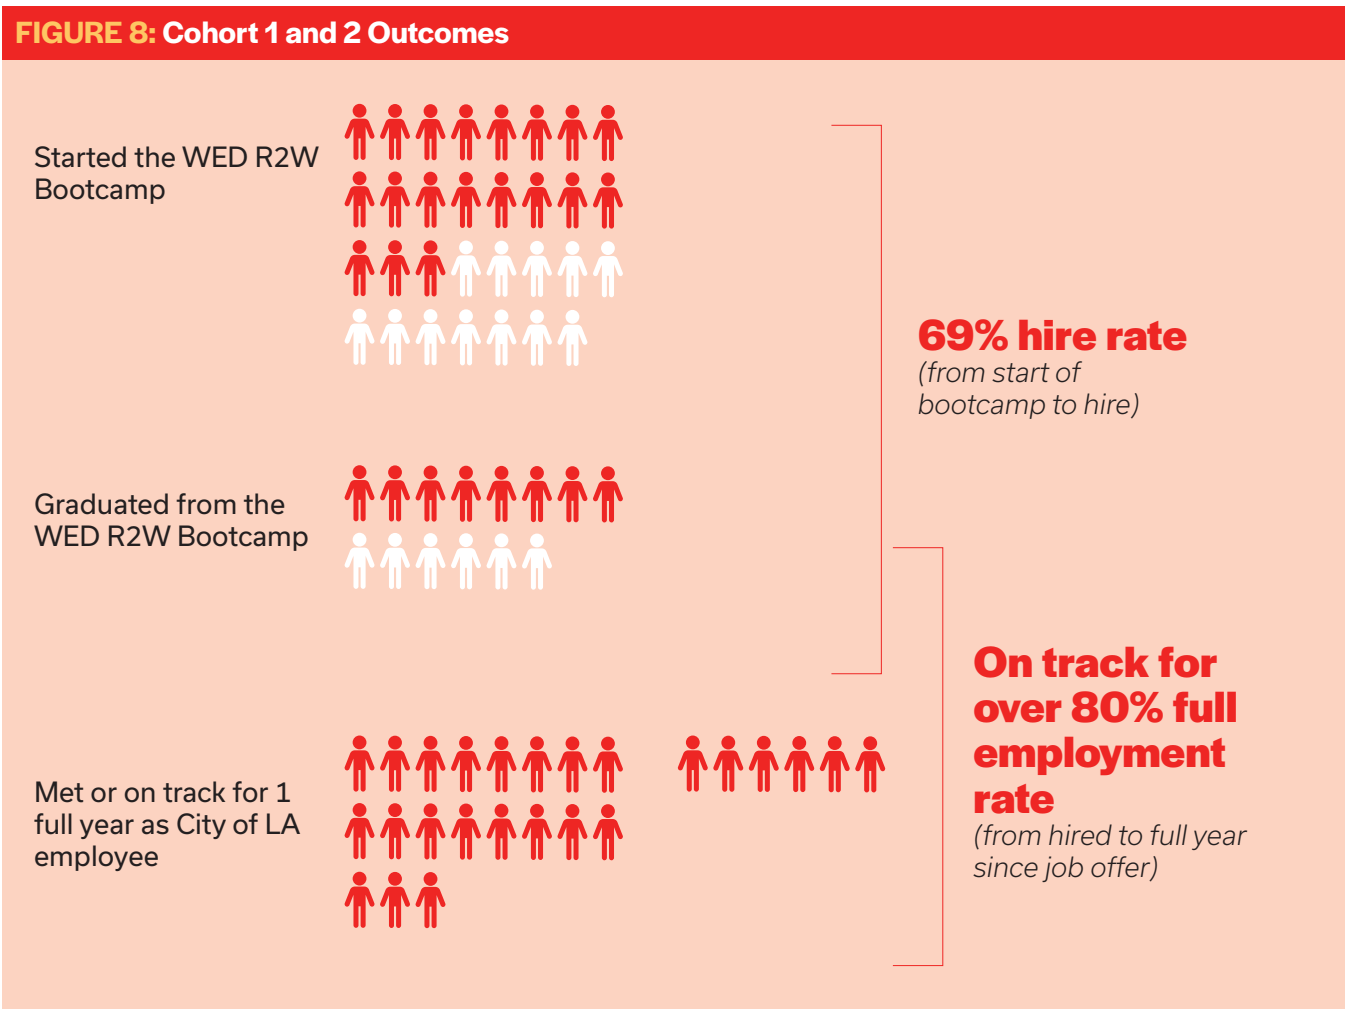 FIGURE 8: Cohort 1 and 2 Outcomes
Started the WED R2W
Bootcamp
69% hire rate
(from start of
bootcamp to hire)
Graduated from the
WED R2W Bootcamp
On track for
over 80% full
employment
rate
(from hired to full year
since job offer)
Met or on track for 1
full year as City of LA
employee